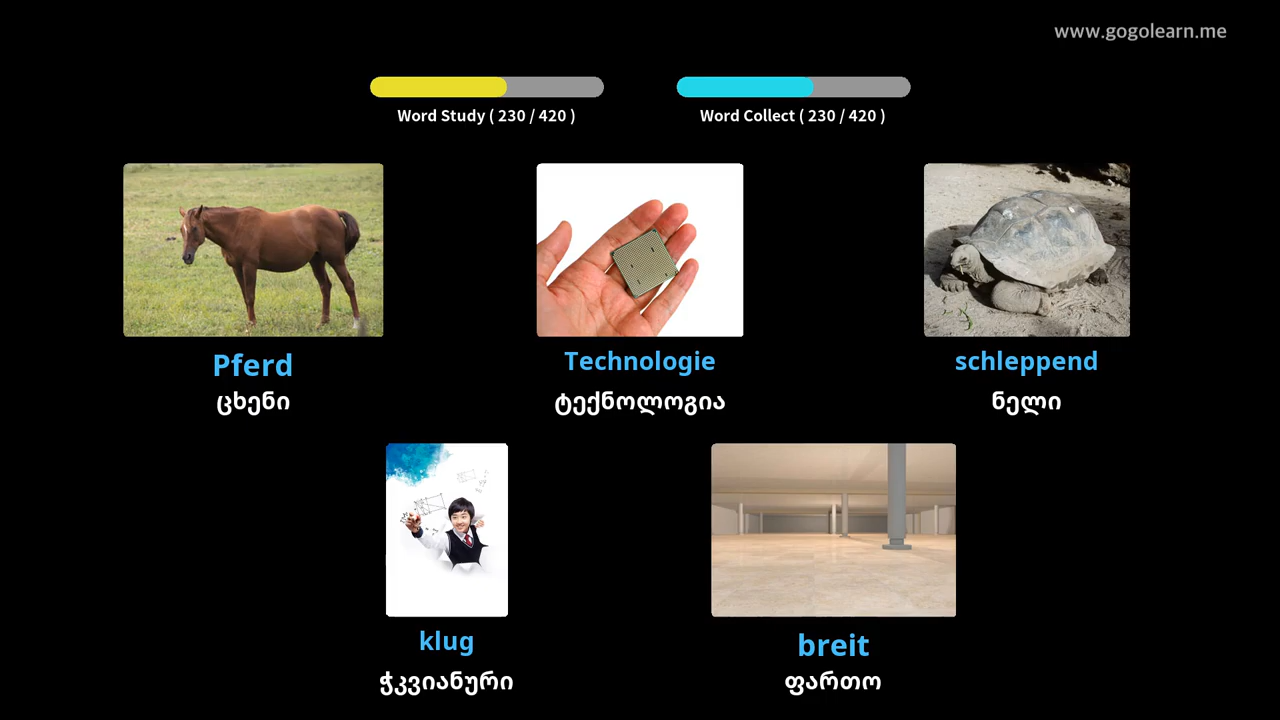 www.gogolearn.me
Word Study ( 230 / 420 )
Word Collect ( 230 / 420 )
Pferd
ცხენი
Technologie
ტექნოლოგია
schleppend
ნელი
klug
ჭკვიანური
breit
ფართო